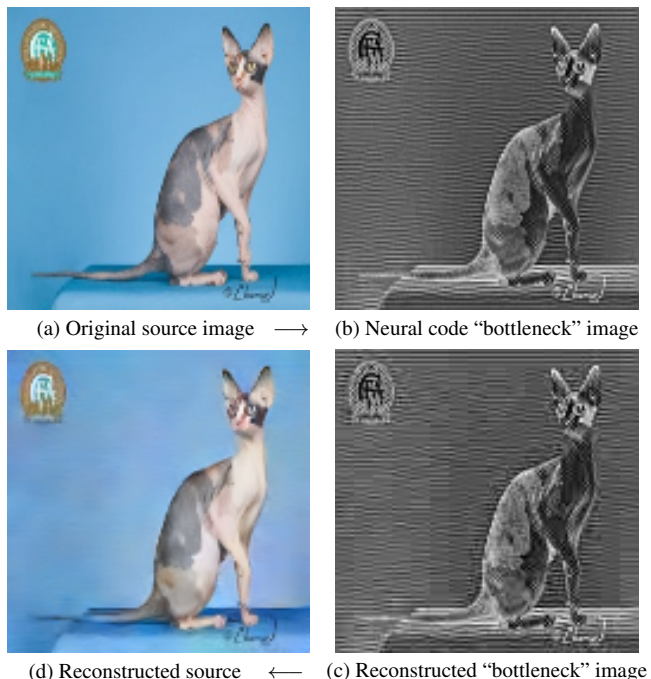 (a) Original source image ⟶
(b) Neural code “bottleneck” image
(d) Reconstructed source ⟵
(c) Reconstructed “bottleneck” image